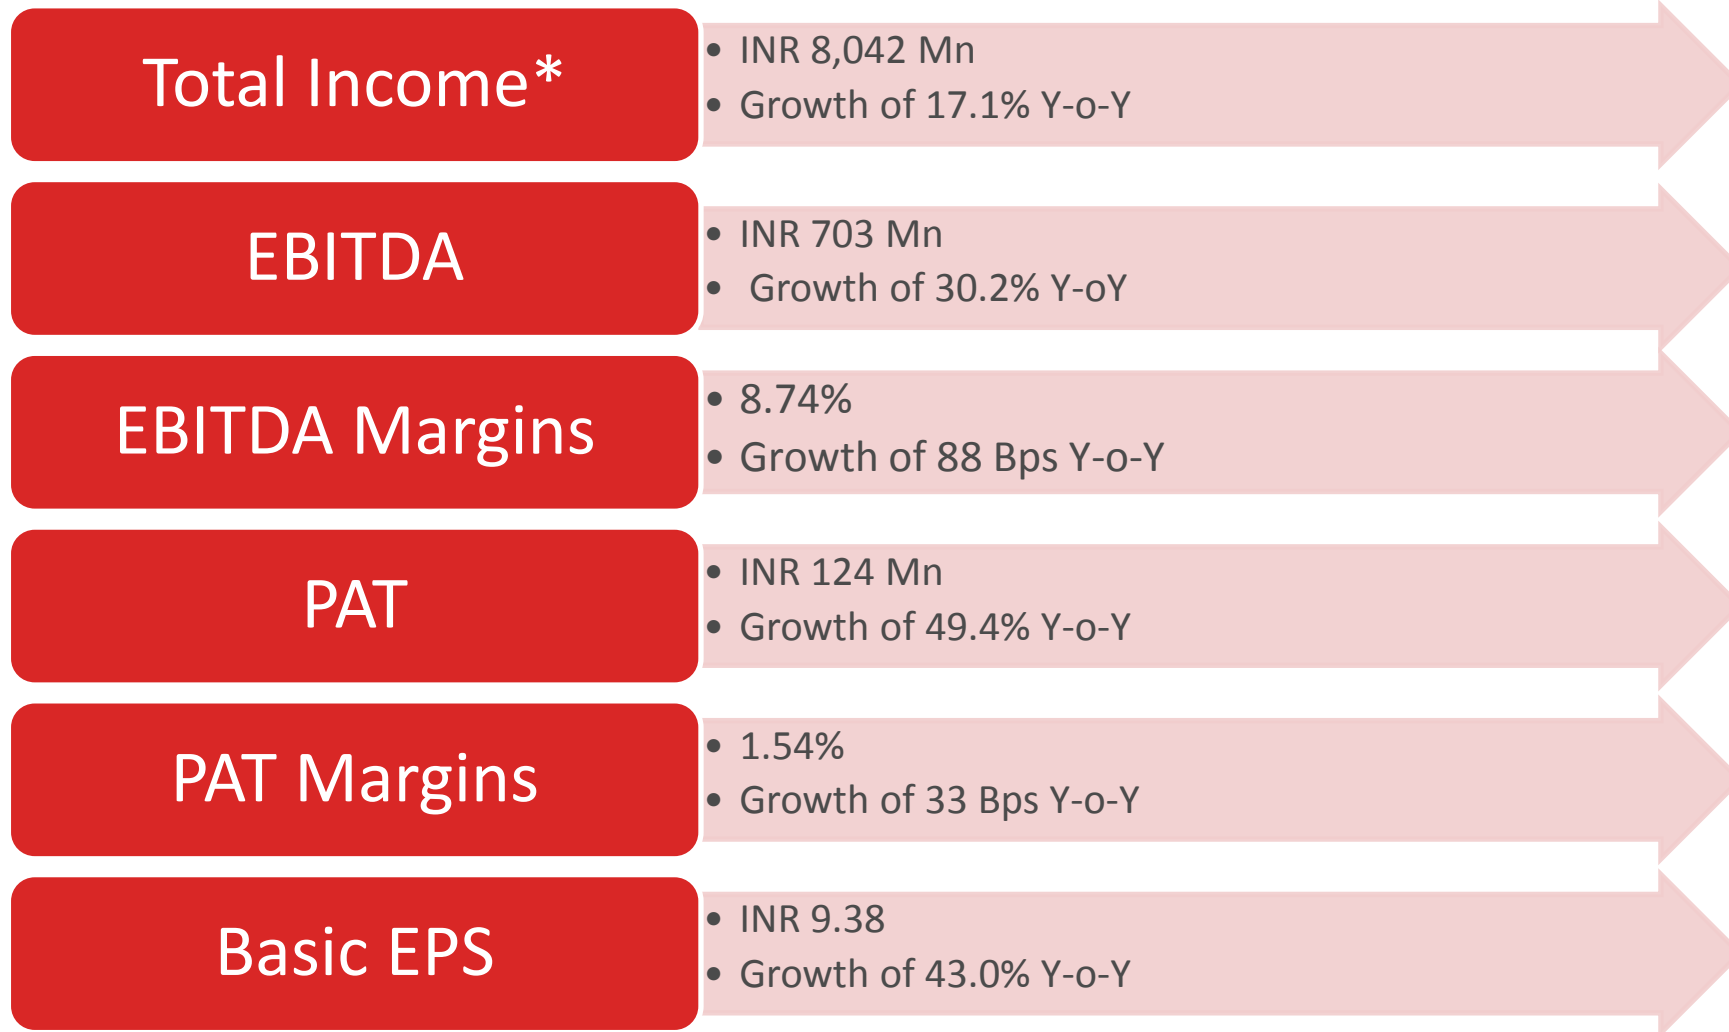 Total Income*
• INR 8,042 Mn
• Growth of 17.1% Y-o-Y
EBITDA
• INR 703 Mn
• Growth of 30.2% Y-oY
EBITDA Margins
• 8.74%
• Growth of 88 Bps Y-o-Y
PAT
• INR 124 Mn
• Growth of 49.4% Y-o-Y
PAT Margins
• 1.54%
• Growth of 33 Bps Y-o-Y
Basic EPS
• INR 9.38
• Growth of 43.0% Y-o-Y